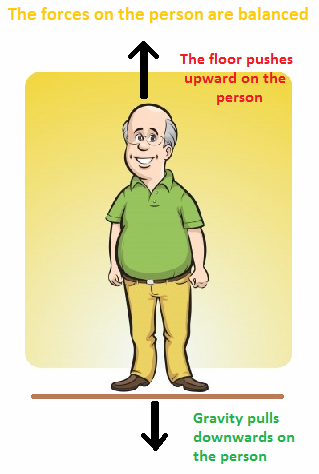 The forces on the person are balanced
The floor pushes
upward on the
person
Gravity pulls
downwards on
the person